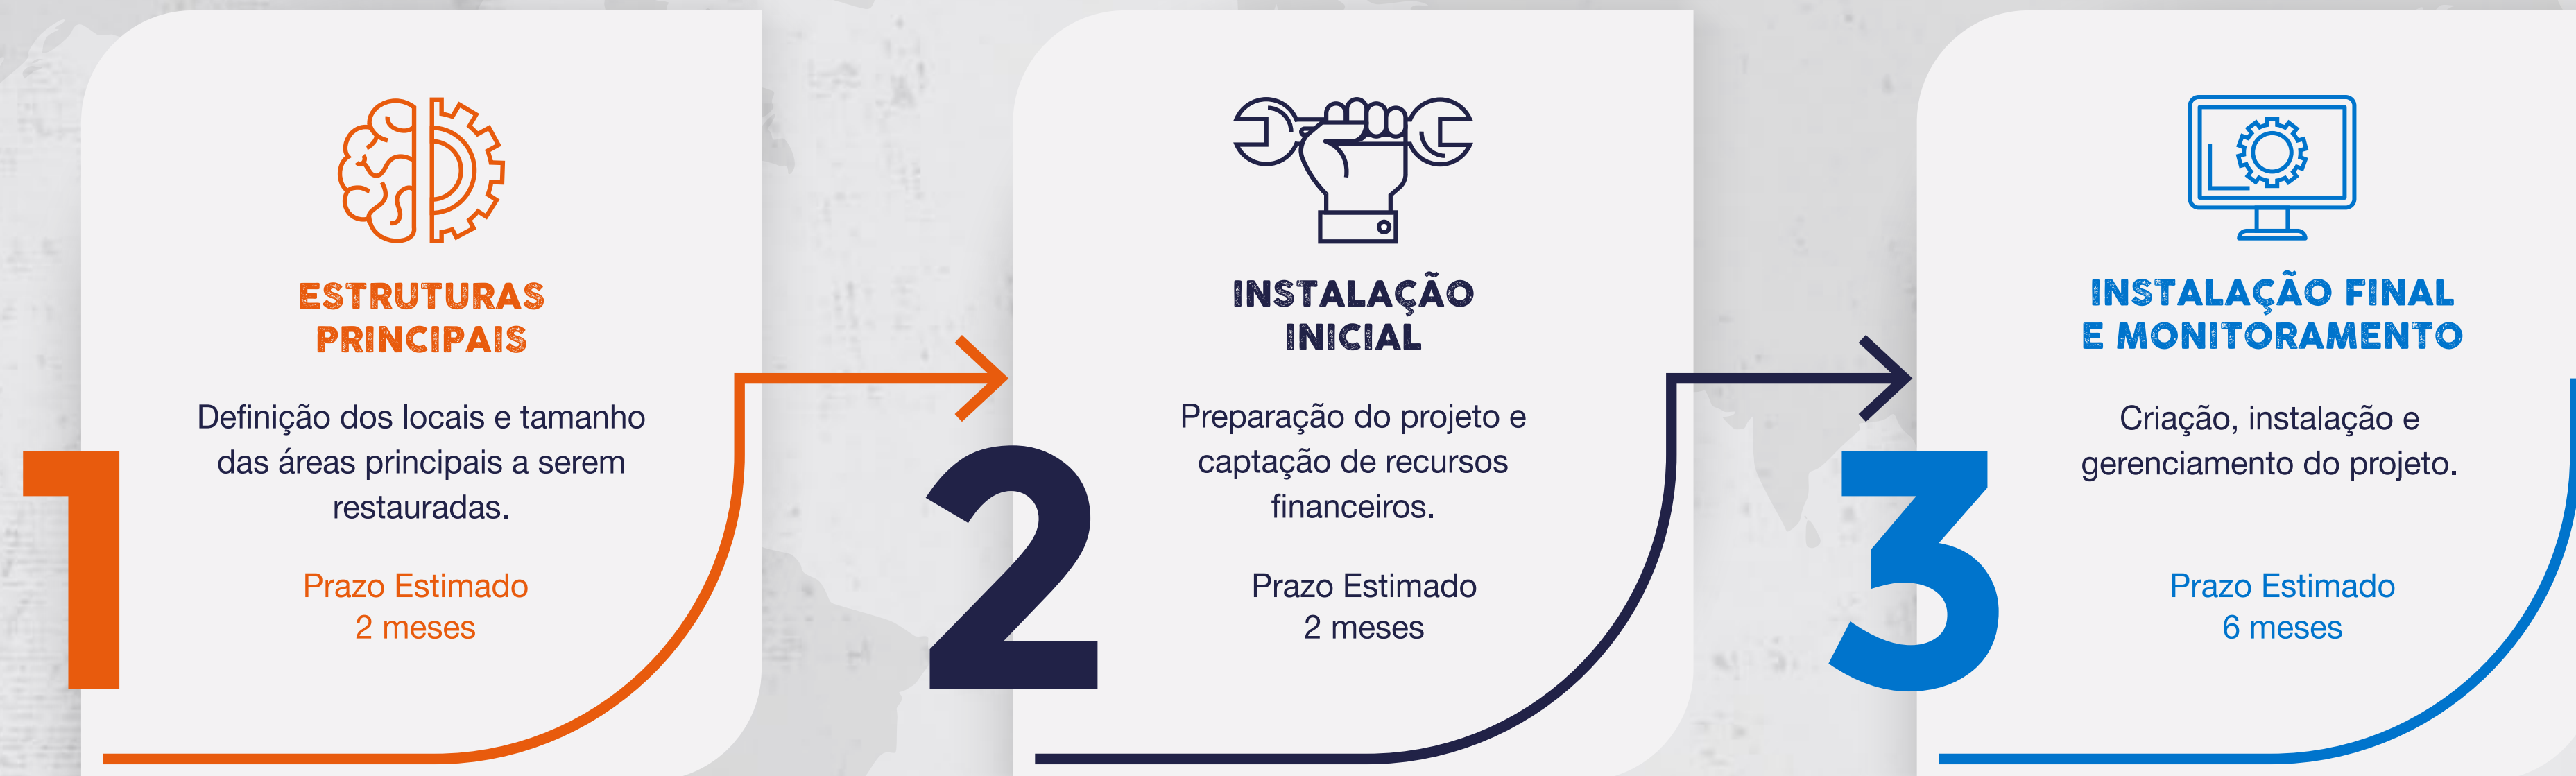 ESTRUTURAS
PRINCIPAIS
Definição dos locais e tamanho
das áreas principais a serem
restauradas.
Prazo Estimado
2 meses
1
INSTALAÇÃO
INICIAL
Preparação do projeto e
captação de recursos
financeiros.
Prazo Estimado
2 meses
2
INSTALAÇÃO FINAL
E MONITORAMENTO
Criação, instalação e
gerenciamento do projeto.
Prazo Estimado
6 meses
3